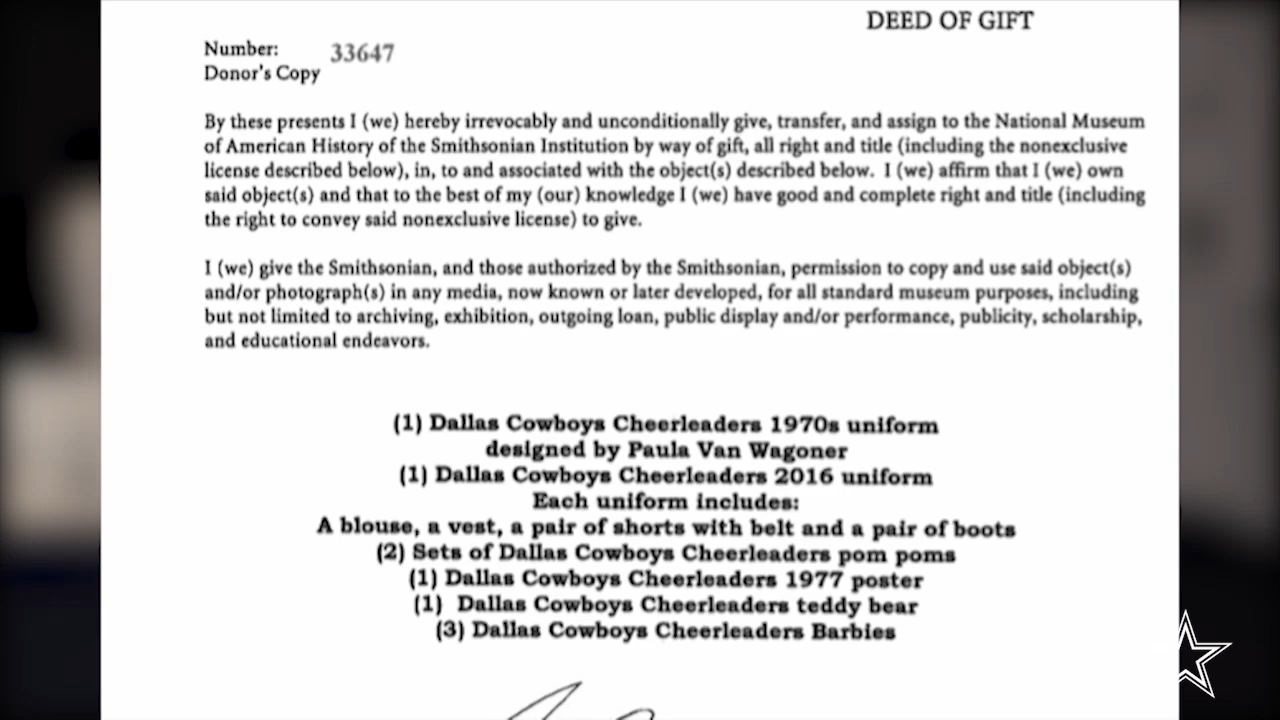 DEED OF GIFT
Number: 33647
Donor's Copy
By these presents I (we) hereby irrevocably and unconditionally give, transfer, and assign to the National Museum
of American History of the Smithsonian Institution by way of gift, all right and title (including the nonexclusive
license described below), in, to and associated with the object(s) described below. I (we) affirm that I (we) own
said object(s) and that to the best of my (our) knowledge I (we) have good and complete right and title (including
the right to convey said nonexclusive license) to give.
I (we) give the Smithsonian, and those authorized by the Smithsonian, permission to copy and use said object(s)
and/or photograph(s) in any media, now known or later developed, for all standard museum purposes, including
but not limited to archiving, exhibition, outgoing loan, public display and/or performance, publicity, scholarship,
and educational endeavors.
(1) Dallas Cowboys Cheerleaders 1970s uniform
designed by Paula Van Wagoner
(1) Dallas Cowboys Cheerleaders 2016 uniform
Each uniform includes:
A blouse, a vest, a pair of shorts with belt and a pair of boots
(2) Sets of Dallas Cowboys Cheerleaders pom poms
(1) Dallas Cowboys Cheerleaders 1977 poster
(1) Dallas Cowboys Cheerleaders teddy bear
(3) Dallas Cowboys Cheerleaders Barbies